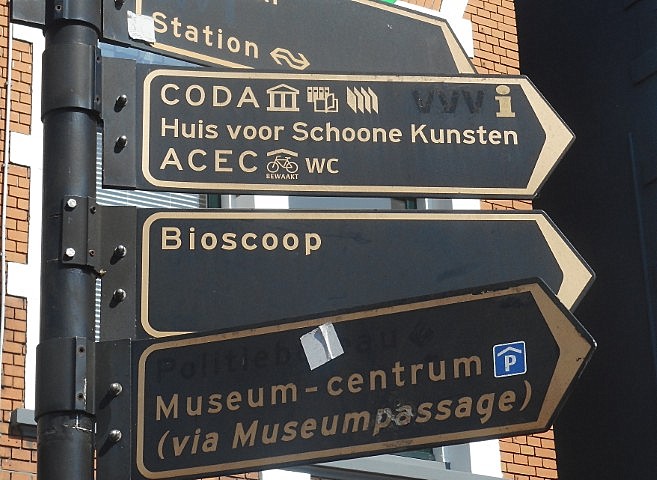 Station
CODA VVV i
Huis voor Schoone Kunsten
ACEC BEWAAKT WC
Bioscoop
Museum-centrum P
(via Museumpassage)